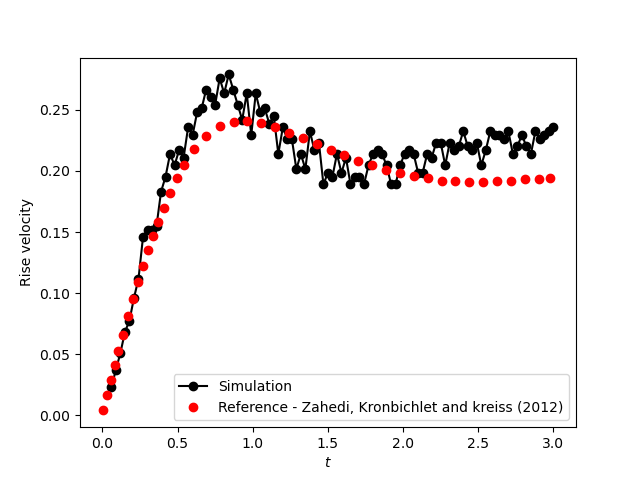 0.25
0.20
0.15
0.10
0.05
0.00
Rise velocity
Simulation
Reference - Zahedi, Kronbichlet and kreiss (2012)
0.0 0.5 1.0 1.5 2.0 2.5 3.0
t